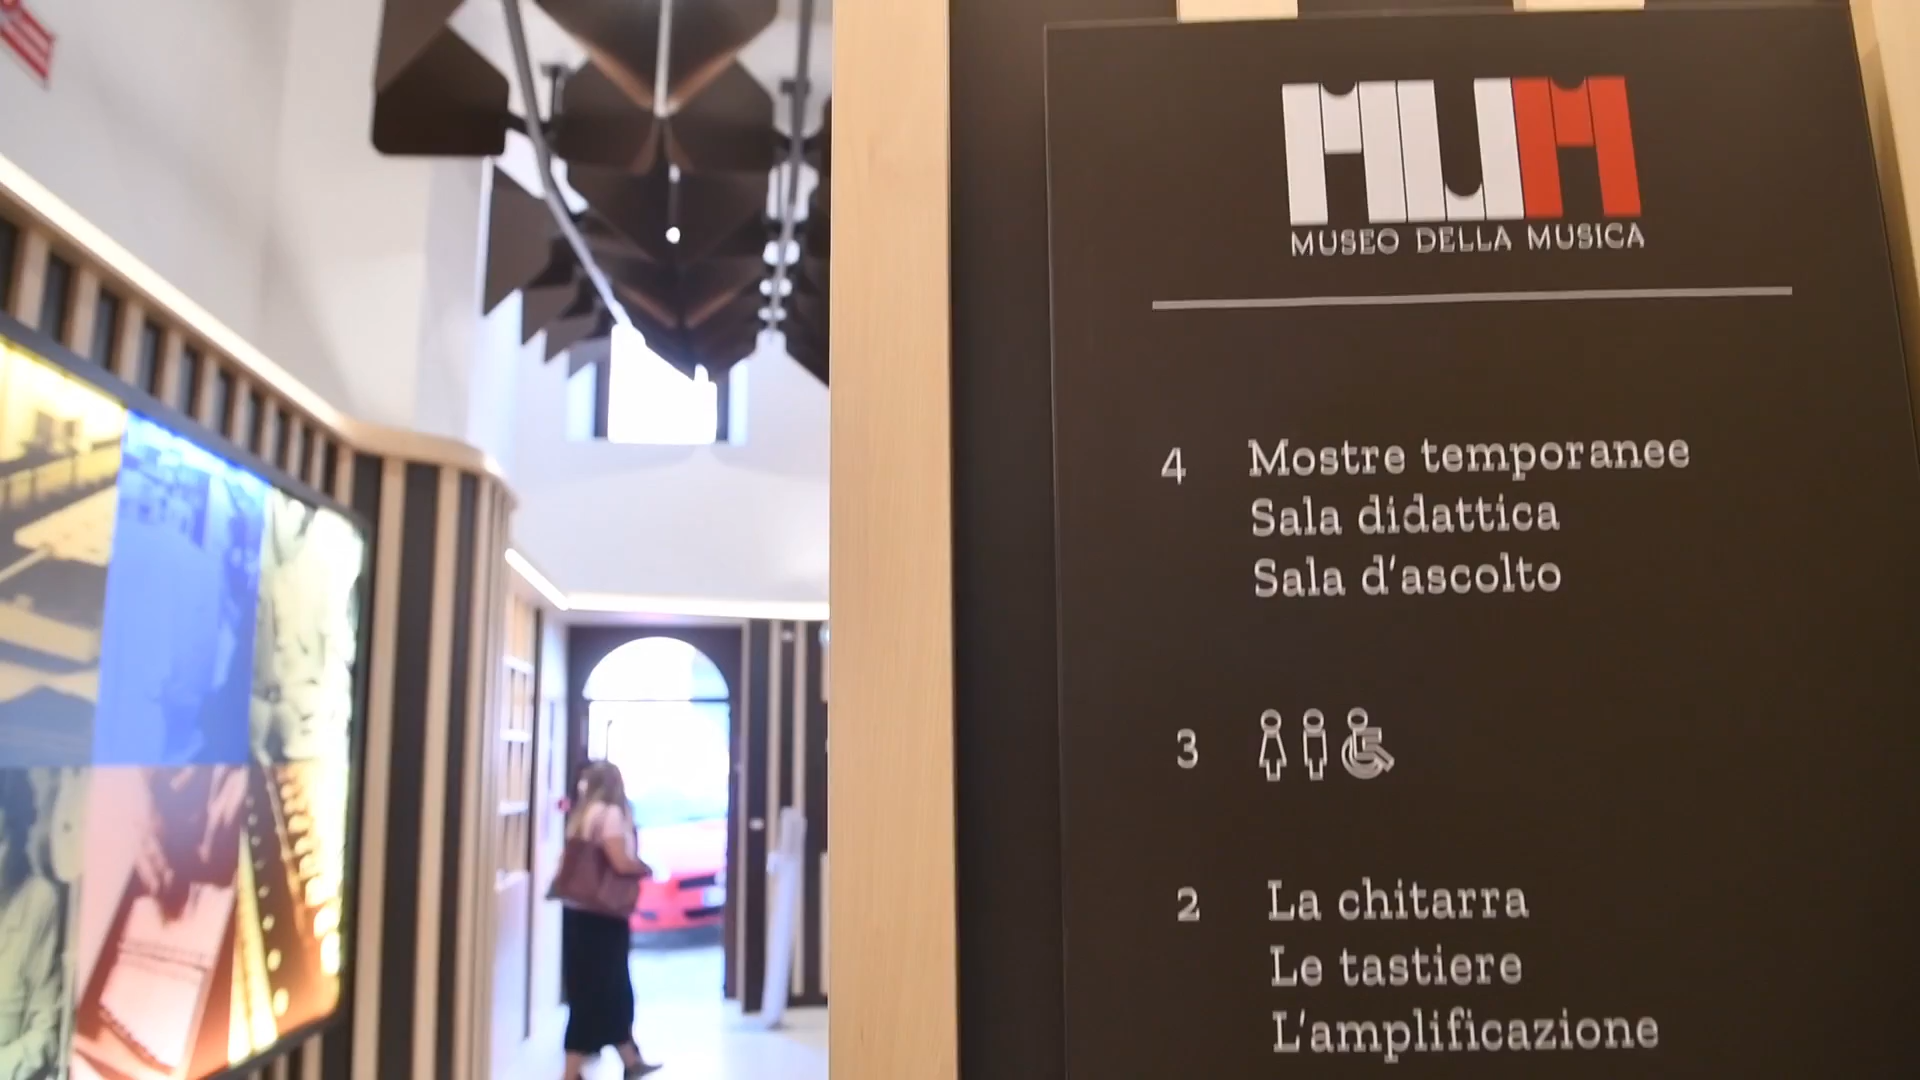 MUM
MUSEO DELLA MUSICA
4 Mostre temporanee
Sala didattica
Sala d'ascolto
3
2 La chitarra
Le tastiere
L'amplificazione